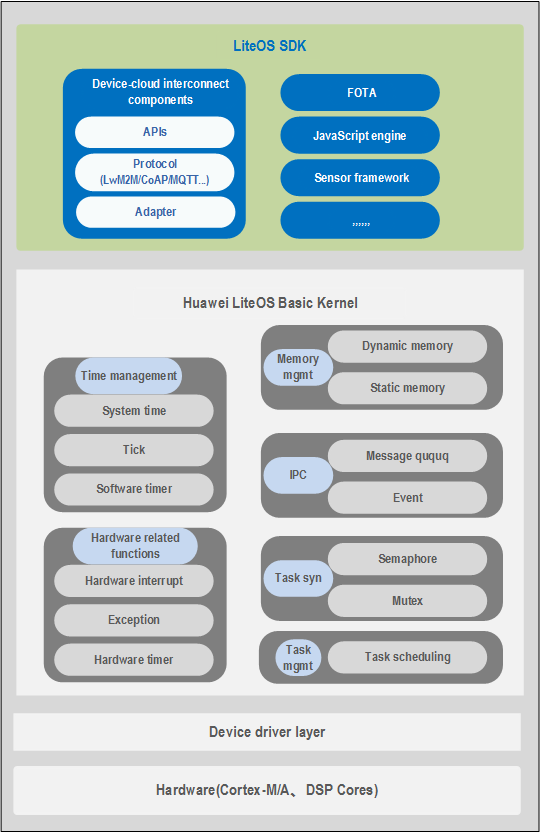 LiteOS SDK
Device-cloud interconnect
components
APIs
Protocol
(LwM2M/CoAP/MQTT...)
Adapter
FOTA
JavaScript engine
Sensor framework
,,,,,,
Huawei LiteOS Basic Kernel
Time management
System time
Tick
Software timer
Hardware related
functions
Hardware interrupt
Exception
Hardware timer
Memory
mgmt
Dynamic memory
Static memory
IPC
Message ququq
Event
Task syn
Semaphore
Mutex
Task
mgmt
Task scheduling
Device driver layer
Hardware(Cortex-M/A、DSP Cores)